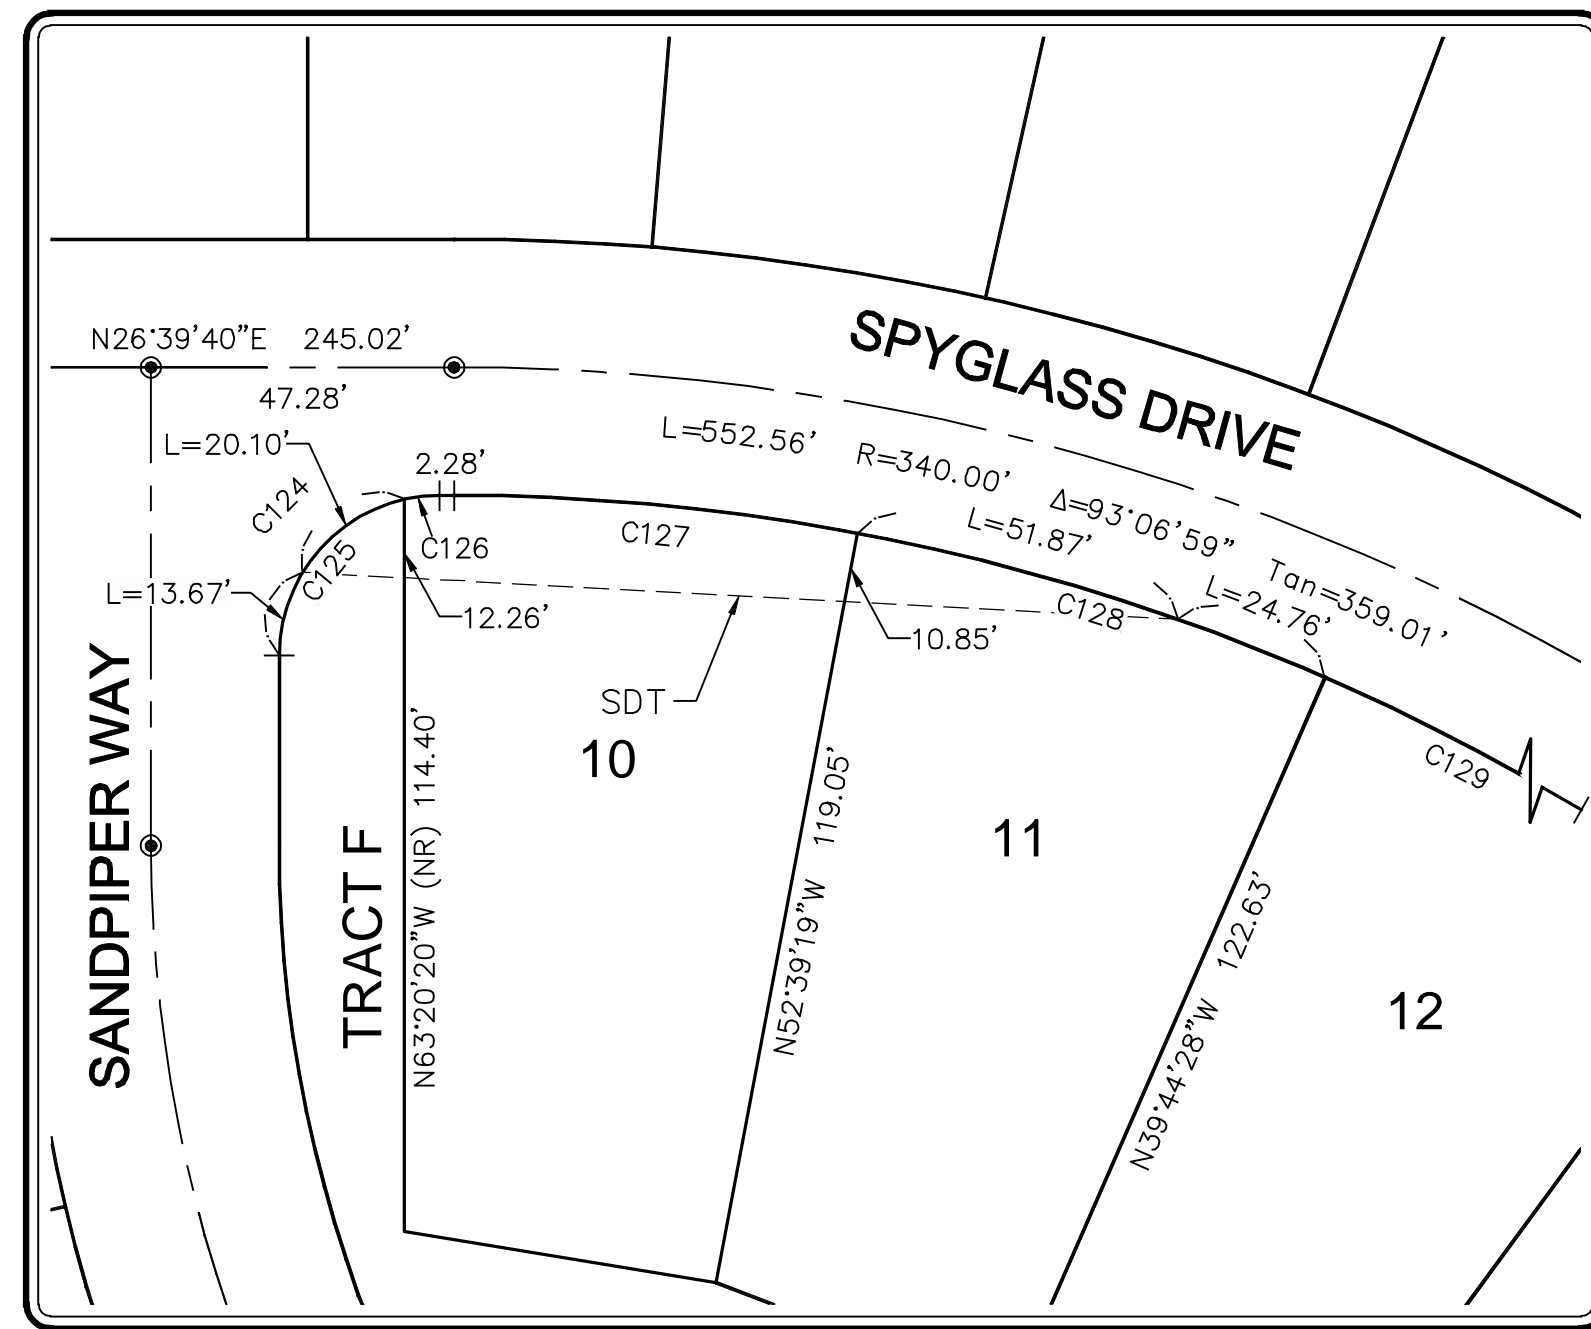 N26°39'40"E 245.02'
47.28'
L=20.10'
2.28'
C124
C125
C126
L=13.67'
12.26'
SPYGLASS DRIVE
L=552.56' R=340.00' Δ=93°06'59" Tan=359.01'
C127
L=51.87'
C128
L=24.76'
10.85'
SDT
C129
SANDPIPER WAY
TRACT F
N63°20'20"W (NR) 114.40'
10
N52°39'19"W 119.05'
11
N39°44'28"W 122.63'
12